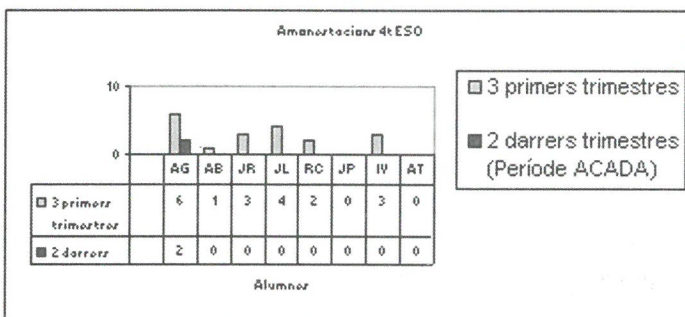 Amonestacions 4t ESO
10
0
AG AB JR JL RC JP IV AT
3 primers trimestres 6 1 3 4 2 0 3 0
2 darrers 2 0 0 0 0 0 0 0
Alumnes
3 primers trimestres
2 darrers trimestres
(Període ACADA)